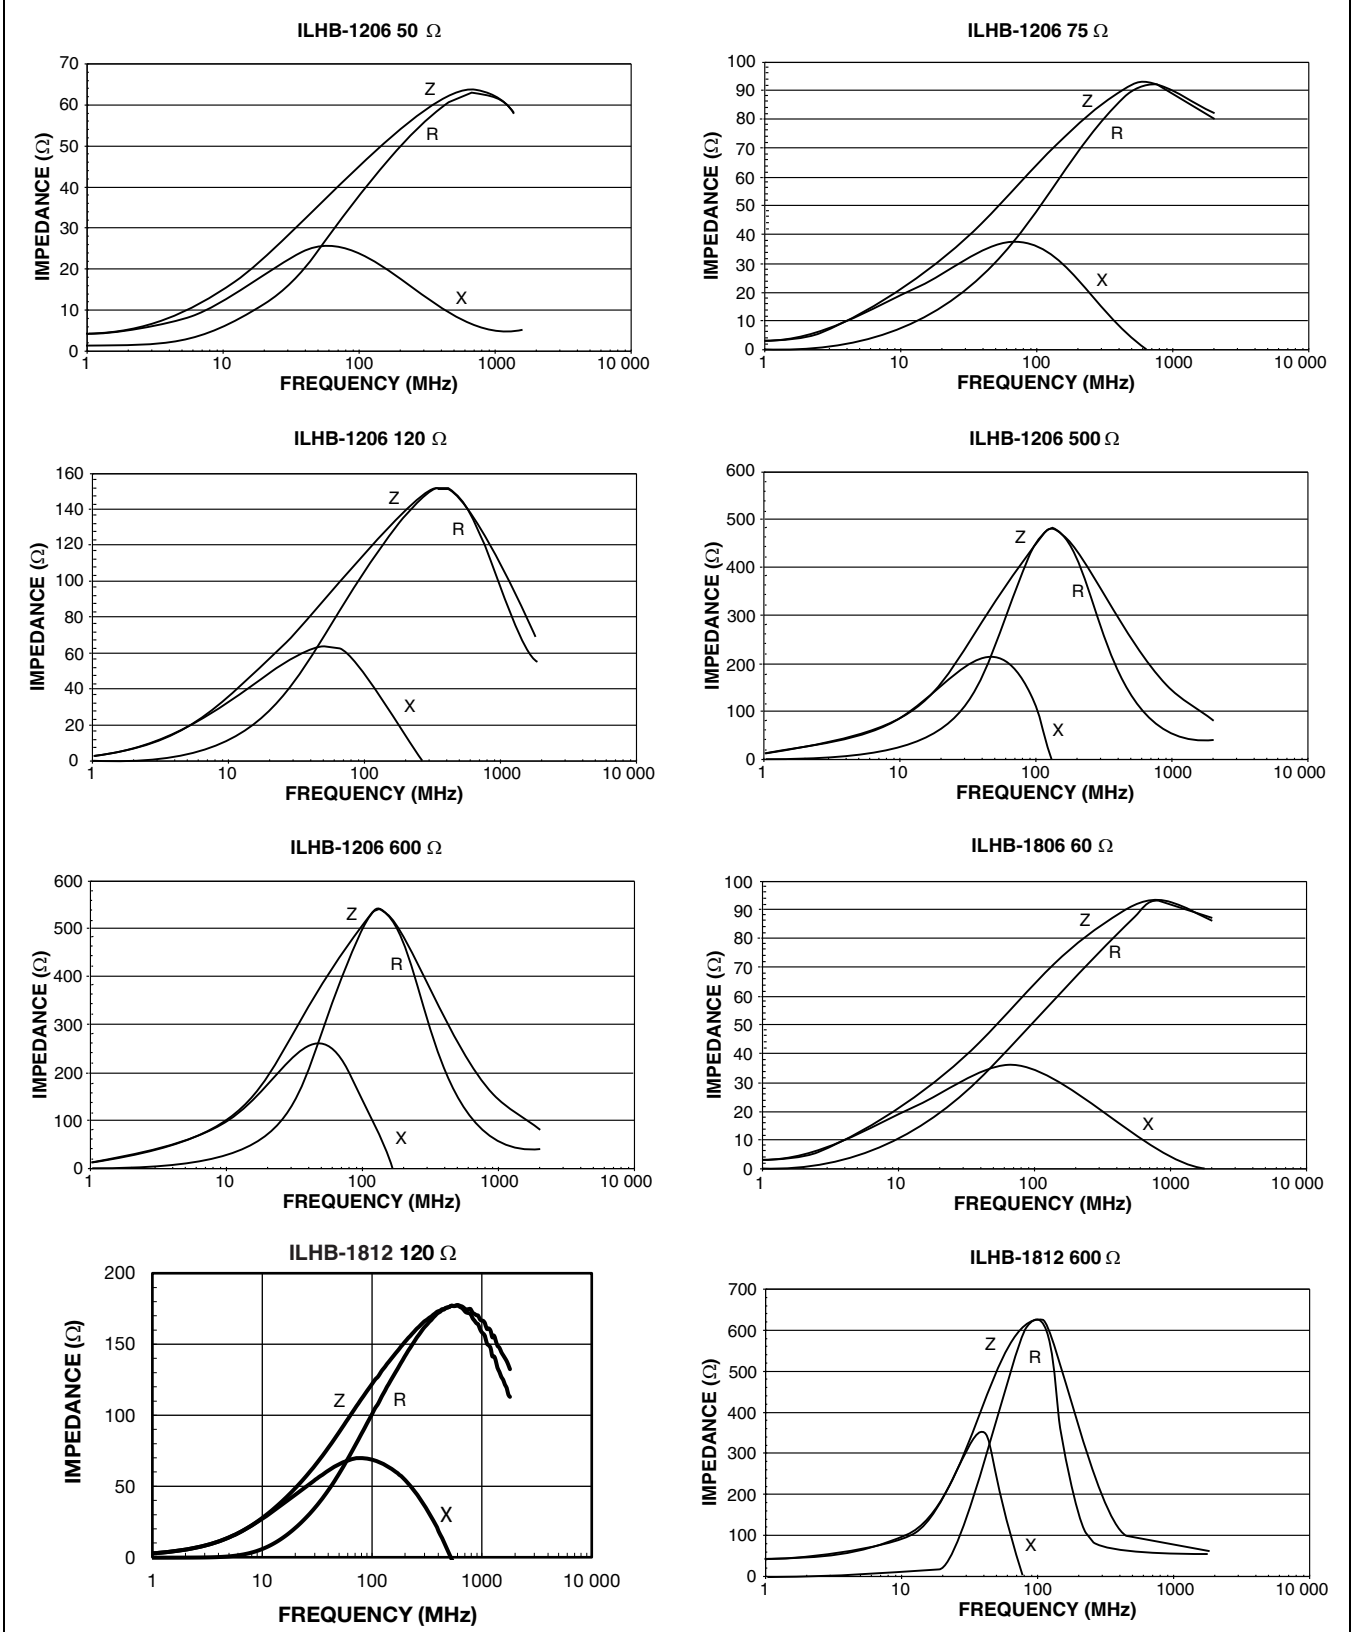 ILHB-1206 50 Ω
70
60
50
40
30
20
10
0
IMPEDANCE (Ω)
Z
R
X
1 10 100 1000 10 000
FREQUENCY (MHz)
ILHB-1206 75 Ω
100
90
80
70
60
50
40
30
20
10
0
IMPEDANCE (Ω)
Z
R
X
1 10 100 1000 10 000
FREQUENCY (MHz)
ILHB-1206 120 Ω
160
140
120
100
80
60
40
20
0
IMPEDANCE (Ω)
Z
R
X
1 10 100 1000 10 000
FREQUENCY (MHz)
ILHB-1206 500 Ω
600
500
400
300
200
100
0
IMPEDANCE (Ω)
Z
R
X
1 10 100 1000 10 000
FREQUENCY (MHz)
ILHB-1206 600 Ω
600
500
400
300
200
100
0
IMPEDANCE (Ω)
Z
R
X
1 10 100 1000 10 000
FREQUENCY (MHz)
ILHB-1806 60 Ω
100
90
80
70
60
50
40
30
20
10
0
IMPEDANCE (Ω)
Z
R
X
1 10 100 1000 10 000
FREQUENCY (MHz)
ILHB-1812 120 Ω
200
150
100
50
0
IMPEDANCE (Ω)
Z
R
X
1 10 100 1000 10 000
FREQUENCY (MHz)
ILHB-1812 600 Ω
700
600
500
400
300
200
100
0
IMPEDANCE (Ω)
Z
R
X
1 10 100 1000 10 000
FREQUENCY (MHz)